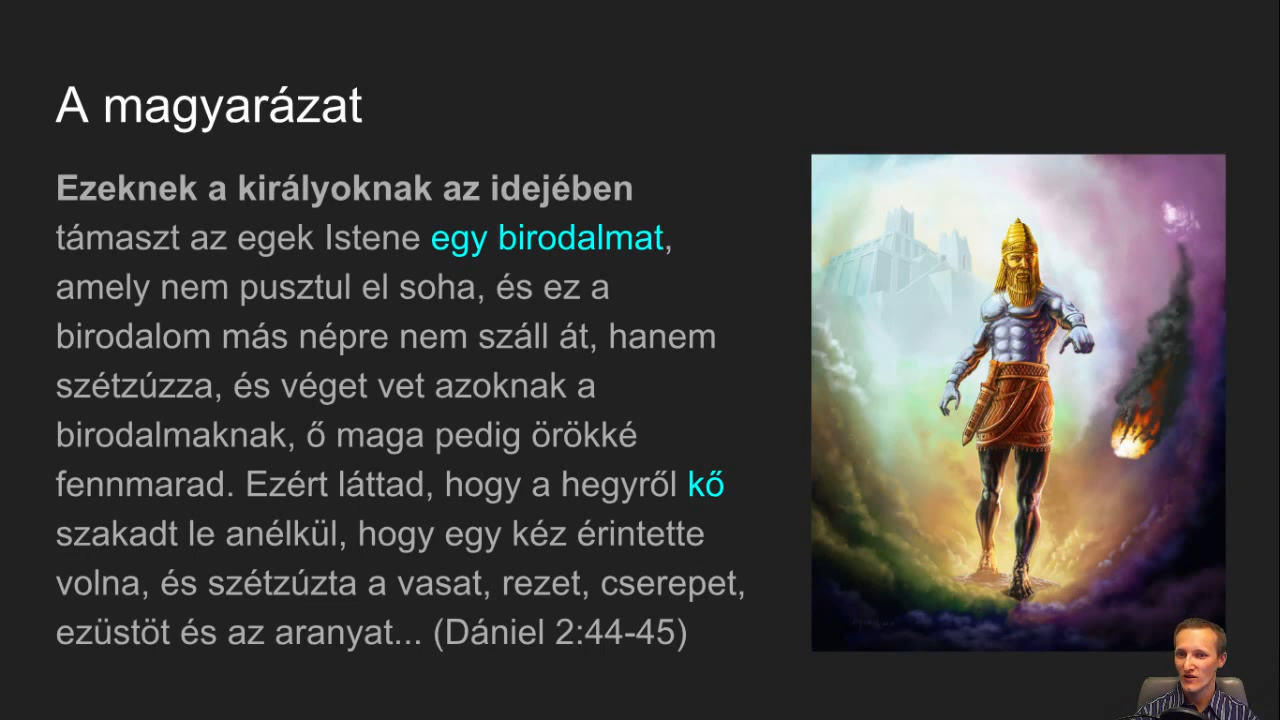 A magyarázat
Ezeknek a királyoknak az idejében
támaszt az egek Istene egy birodalmat,
amely nem pusztul el soha, és ez a
birodalom más népre nem száll át, hanem
szétzúzza, és véget vet azoknak a
birodalmaknak, ő maga pedig örökké
fennmarad. Ezért láttad, hogy a hegyről kő
szakadt le anélkül, hogy egy kéz érintette
volna, és szétzúzta a vasat, rezet, cserepet,
ezüstöt és az aranyat... (Dániel 2:44-45)